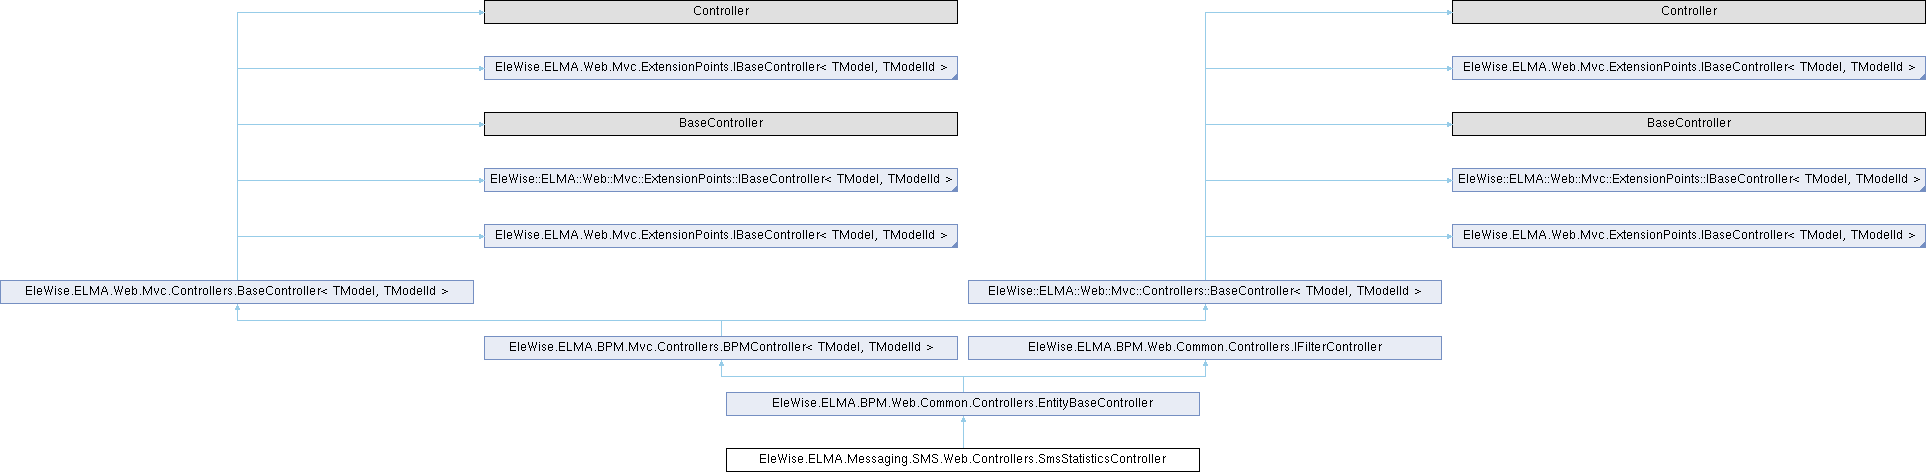 Controller
Controller
EleWise.ELMA.Web.Mvc.ExtensionPoints.IBaseController< TModel, TModelId >
EleWise.ELMA.Web.Mvc.ExtensionPoints.IBaseController< TModel, TModelId >
BaseController
BaseController
EleWise::ELMA::Web::Mvc::ExtensionPoints::IBaseController< TModel, TModelId >
EleWise::ELMA::Web::Mvc::ExtensionPoints::IBaseController< TModel, TModelId >
EleWise.ELMA.Web.Mvc.ExtensionPoints.IBaseController< TModel, TModelId >
EleWise.ELMA.Web.Mvc.ExtensionPoints.IBaseController< TModel, TModelId >
EleWise.ELMA.Web.Mvc.Controllers.BaseController< TModel, TModelId >
EleWise::ELMA::Web::Mvc::Controllers::BaseController< TModel, TModelId >
EleWise.ELMA.BPM.Mvc.Controllers.BPMController< TModel, TModelId >
EleWise.ELMA.BPM.Web.Common.Controllers.IFilterController
EleWise.ELMA.BPM.Web.Common.Controllers.EntityBaseController
EleWise.ELMA.Messaging.SMS.Web.Controllers.SmsStatisticsController